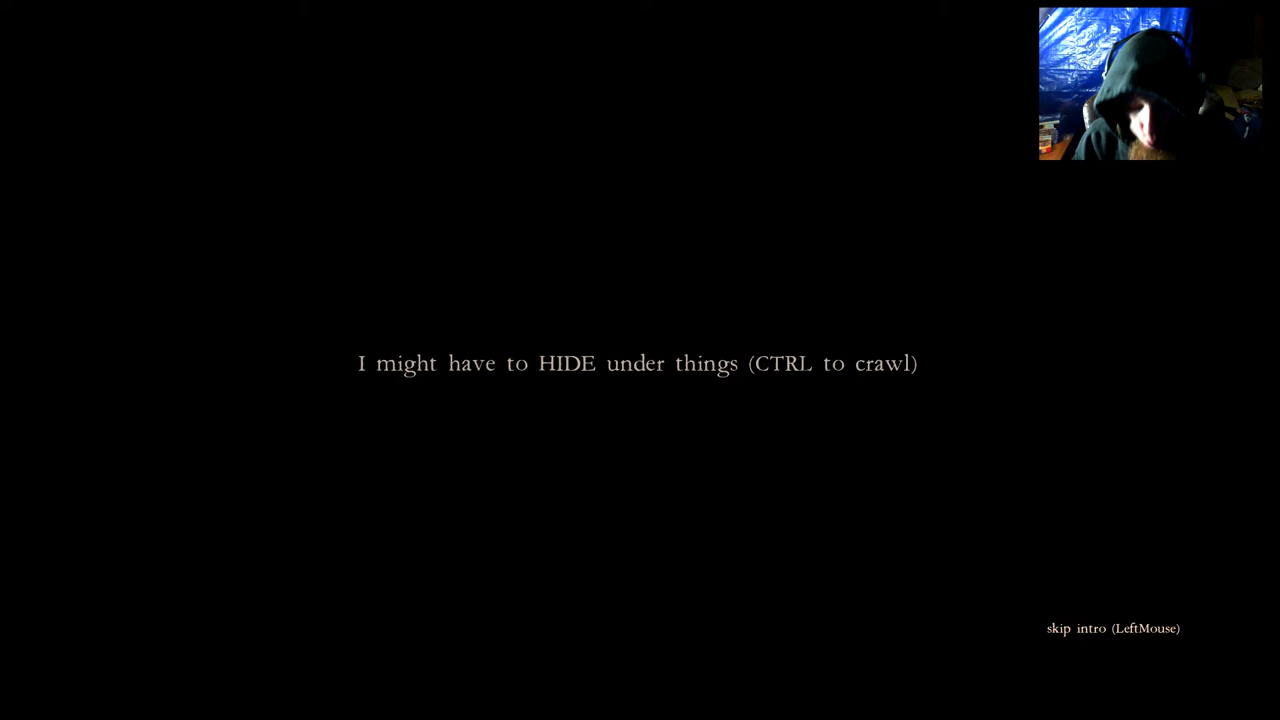 I might have to HIDE under things (CTRL to crawl)
skip intro (LeftMouse)